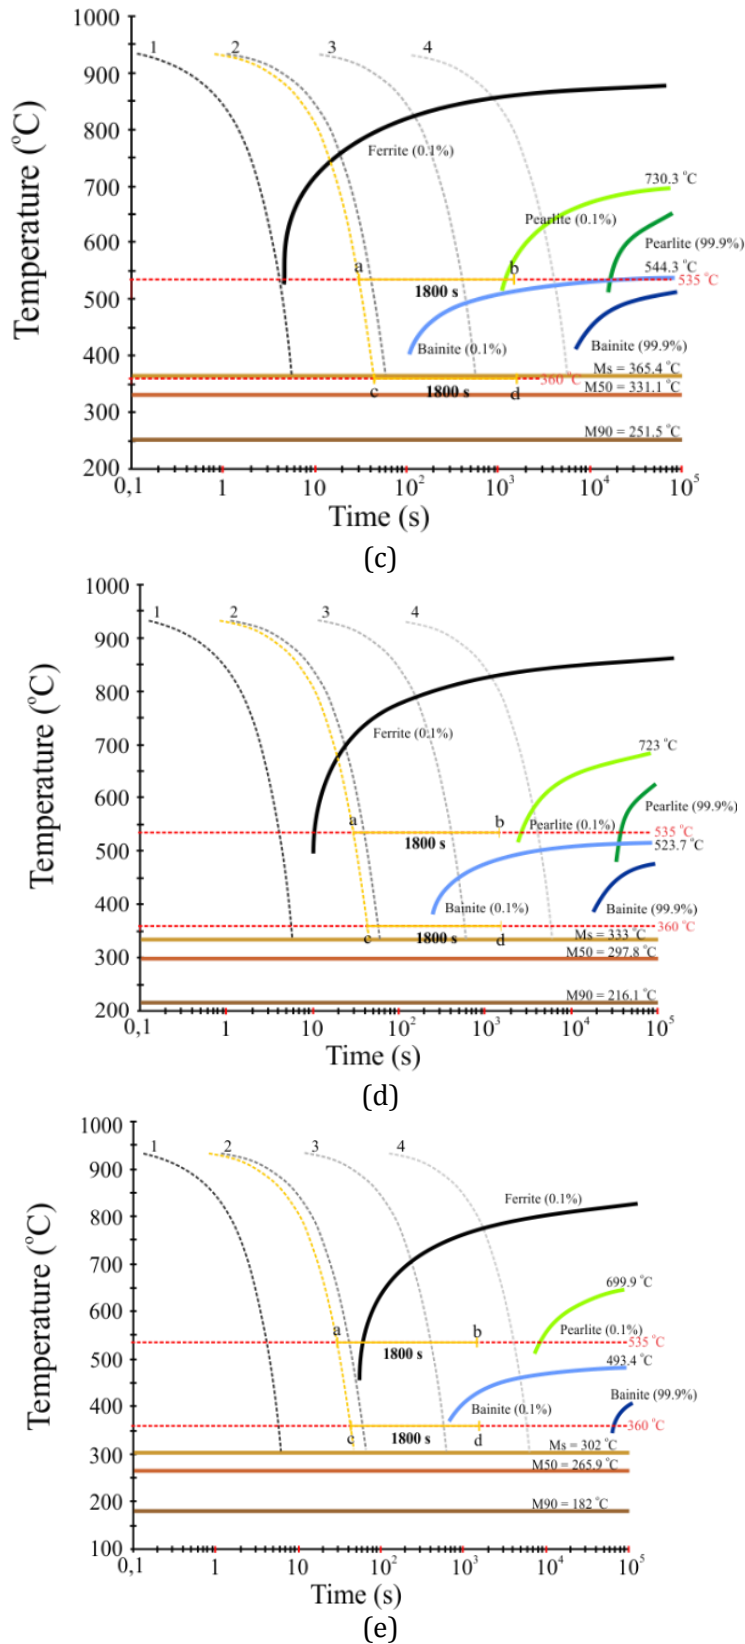 1000
900
800
700
600
500
400
300
200
Temperature (°C)
1
2
3
4
Ferrite (0.1%)
730.3 °C
Pearlite (0.1%)
Pearlite (99.9%)
544.3 °C
a
b
535 °C
1800 s
Bainite (0.1%)
Bainite (99.9%)
Ms = 365.4 °C
360 °C
c
1800 s
d
M50 = 331.1 °C
M90 = 251.5 °C
0,1
1
10
10²
10³
10⁴
10⁵
Time (s)
(c)
1000
900
800
700
600
500
400
300
200
Temperature (°C)
1
2
3
4
Ferrite (0.1%)
723 °C
Pearlite (99.9%)
a
b
Pearlite (0.1%)
535 °C
1800 s
523.7 °C
Bainite (0.1%)
Bainite (99.9%)
360 °C
c
1800 s
d
Ms = 333 °C
M50 = 297.8 °C
M90 = 216.1 °C
0,1
1
10
10²
10³
10⁴
10⁵
Time (s)
(d)
1000
900
800
700
600
500
400
300
200
100
Temperature (°C)
1
2
3
4
Ferrite (0.1%)
699.9 °C
a
b
Pearlite (0.1%)
535 °C
1800 s
493.4 °C
Bainite (99.9%)
Bainite (0.1%)
360 °C
c
1800 s
d
Ms = 302 °C
M50 = 265.9 °C
M90 = 182 °C
0,1
1
10
10²
10³
10⁴
10⁵
Time (s)
(e)